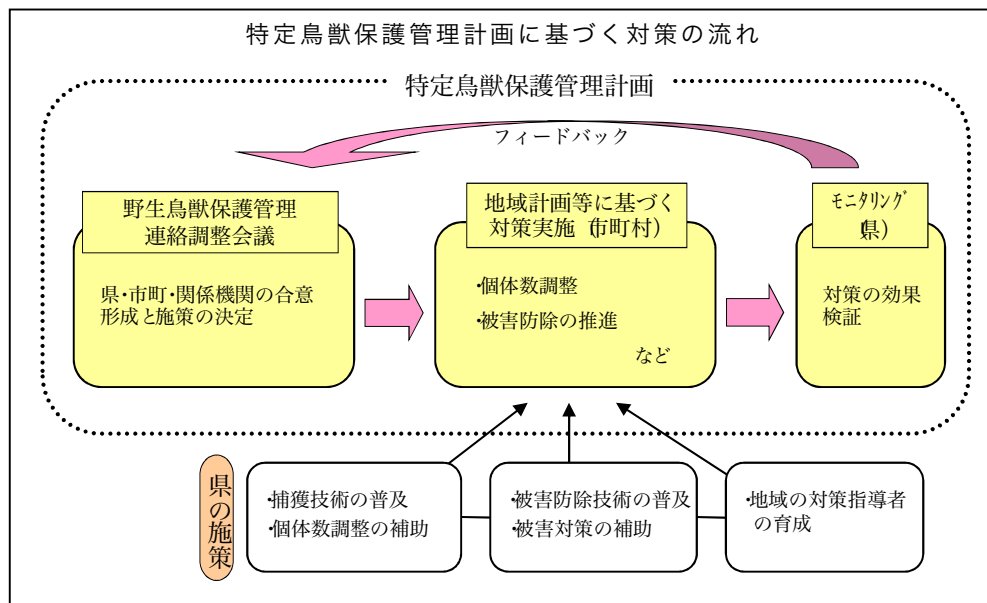 特定鳥獣保護管理計画に基づく対策の流れ
特定鳥獣保護管理計画
フィードバック
野生鳥獣保護管理
連絡調整会議
県・市町・関係機関の合意
形成と施策の決定
地域計画等に基づく
対策実施（市町村）
・個体数調整
・被害防除の推進
など
ﾓﾆﾀﾘﾝｸﾞ
（県）
対策の効果
検証
県の施策
・捕獲技術の普及
・個体数調整の補助
・被害防除技術の普及
・被害対策の補助
・地域の対策指導者
の育成